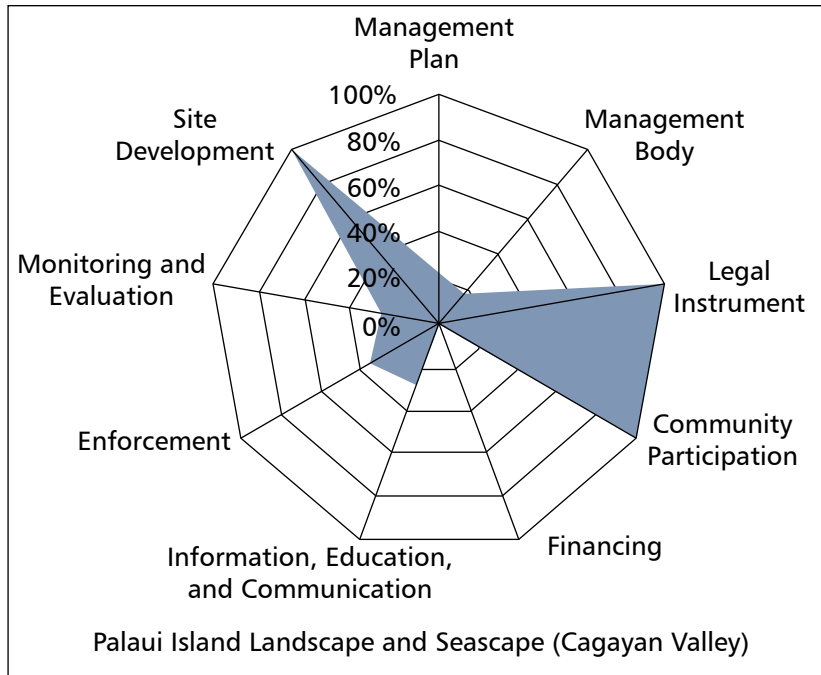 Management
Plan
Management
Body
Legal
Instrument
Community
Participation
Financing
Information, Education,
and Communication
Enforcement
Monitoring and
Evaluation
Site
Development
100%
80%
60%
40%
20%
0%
Palaui Island Landscape and Seascape (Cagayan Valley)